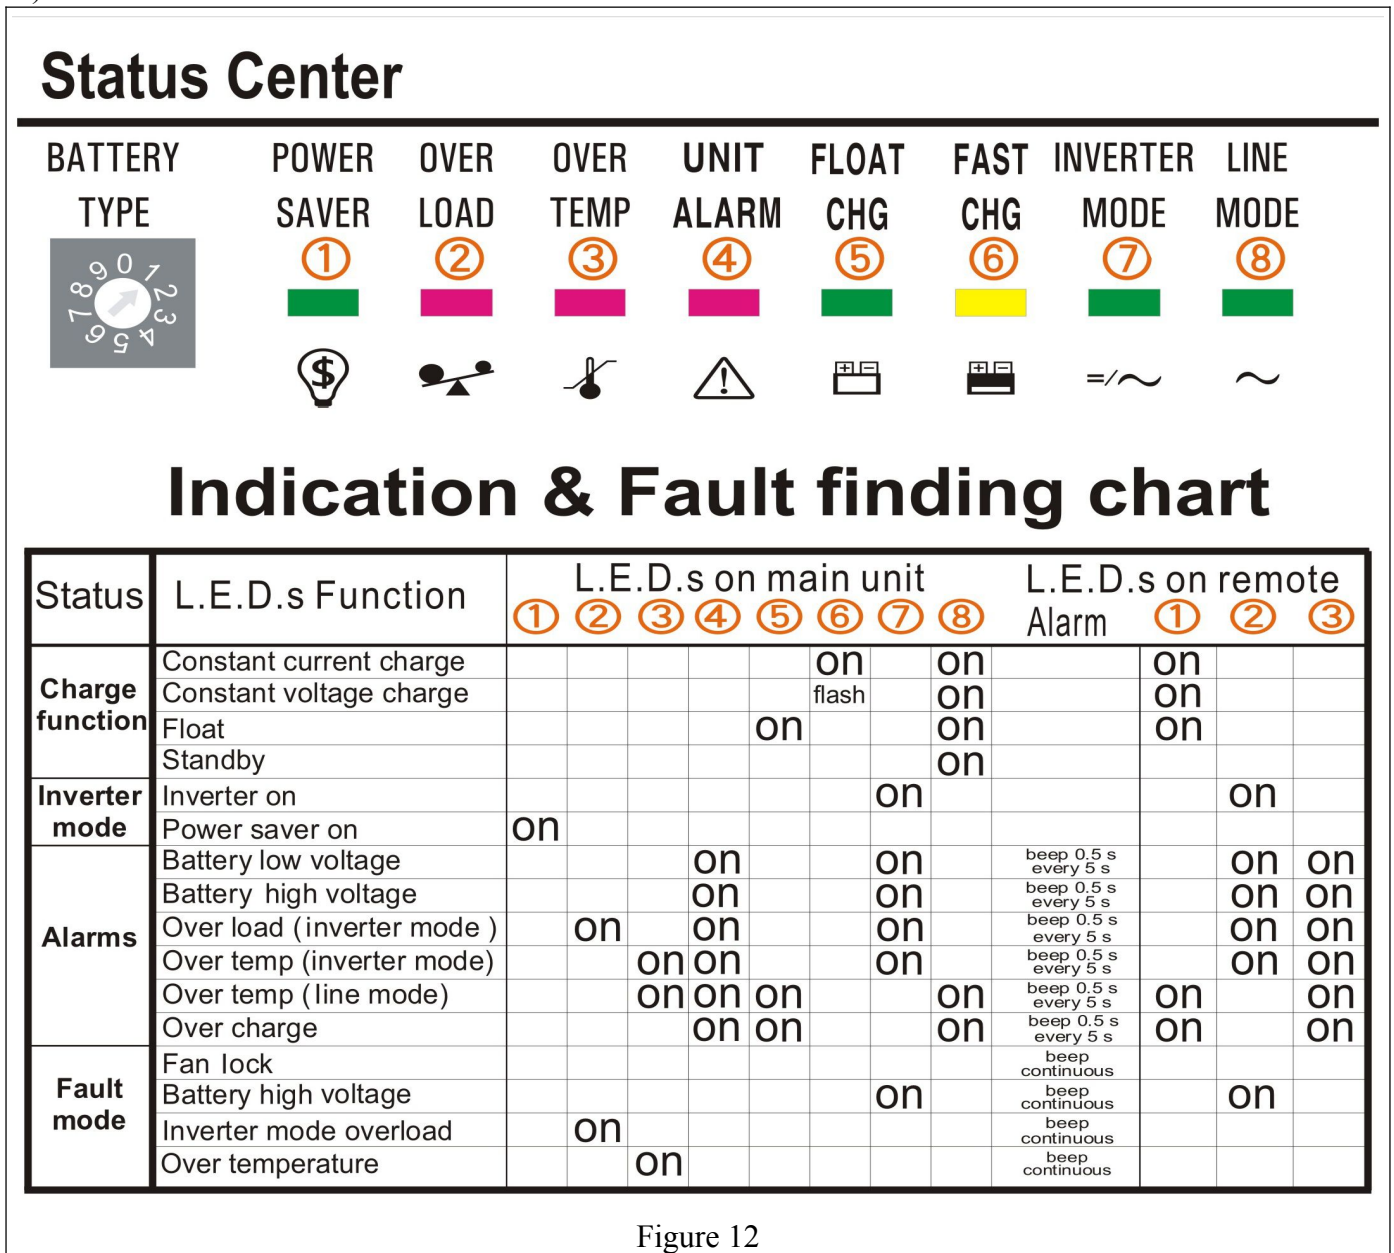 )
Status Center
BATTERY TYPE POWER SAVER OVER LOAD OVER TEMP UNIT ALARM FLOAT CHG FAST CHG INVERTER MODE LINE MODE
① ② ③ ④ ⑤ ⑥ ⑦ ⑧
0 1 2 3 4 5 6 7 8 9
$ ! + - + - =/~ ~
Indication & Fault finding chart
Status L.E.D.s Function L.E.D.s on main unit L.E.D.s on remote
① ② ③ ④ ⑤ ⑥ ⑦ ⑧ Alarm ① ② ③
Charge function
Constant current charge on on on
Constant voltage charge flash on on
Float on on on
Standby on
Inverter mode
Inverter on on on
Power saver on on
Alarms
Battery low voltage on on beep 0.5 s every 5 s on on
Battery high voltage on on beep 0.5 s every 5 s on on
Over load (inverter mode ) on on on beep 0.5 s every 5 s on on
Over temp (inverter mode) on on on beep 0.5 s every 5 s on on
Over temp (line mode) on on on on beep 0.5 s every 5 s on on
Over charge on on on beep 0.5 s every 5 s on on
Fault mode
Fan lock beep continuous
Battery high voltage on beep continuous on
Inverter mode overload on beep continuous
Over temperature on beep continuous
Figure 12